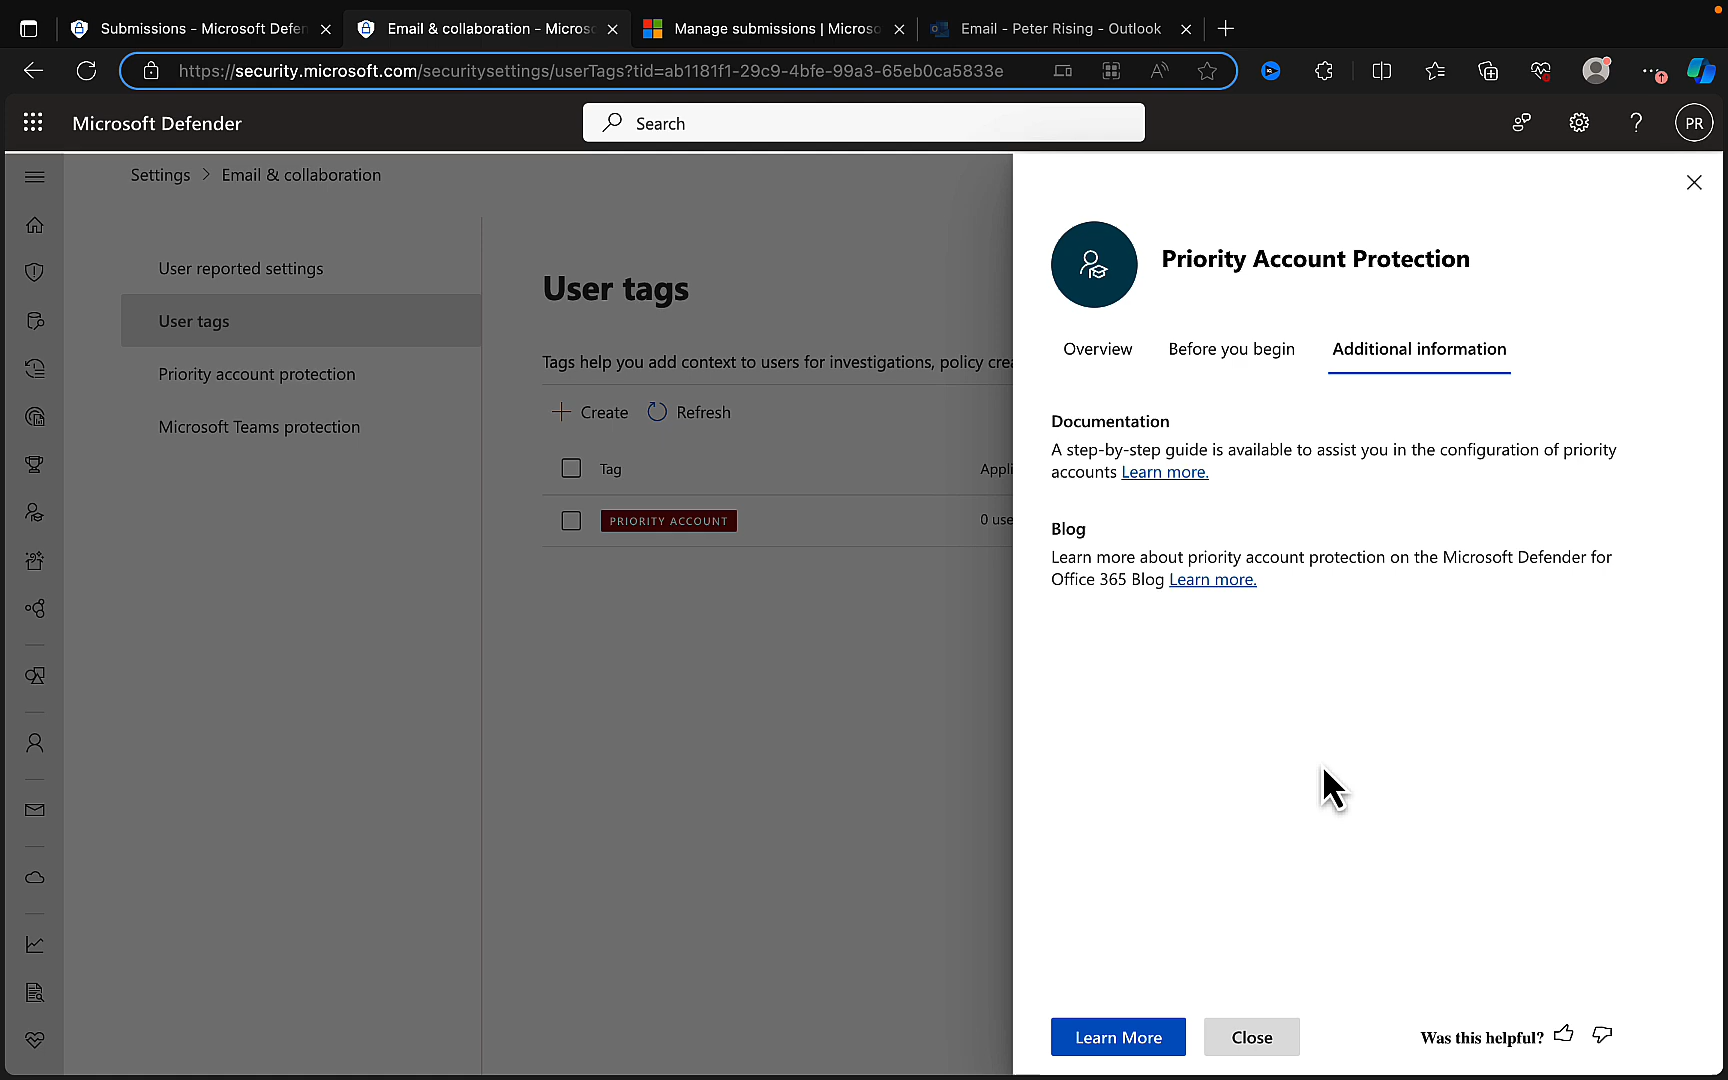 Submissions - Microsoft Defen
Email & collaboration - Micros
Manage submissions | Microso
Email - Peter Rising - Outlook
https://security.microsoft.com/securitysettings/userTags?tid=ab1181f1-29c9-4bfe-99a3-65eb0ca5833e
Microsoft Defender
Search
PR
Settings > Email & collaboration
User reported settings
User tags
Priority account protection
Microsoft Teams protection
User tags
Tags help you add context to users for investigations, policy crea
Create Refresh
Tag Appli
PRIORITY ACCOUNT 0 use
Priority Account Protection
Overview Before you begin Additional information
Documentation
A step-by-step guide is available to assist you in the configuration of priority
accounts Learn more.
Blog
Learn more about priority account protection on the Microsoft Defender for
Office 365 Blog Learn more.
Learn More Close Was this helpful?